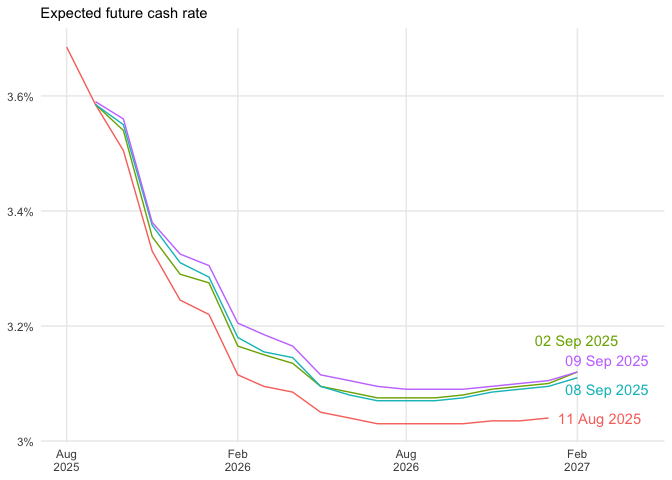 Expected future cash rate
3.6%
3.4%
3.2%
3%
02 Sep 2025
09 Sep 2025
08 Sep 2025
11 Aug 2025
Aug
2025
Feb
2026
Aug
2026
Feb
2027